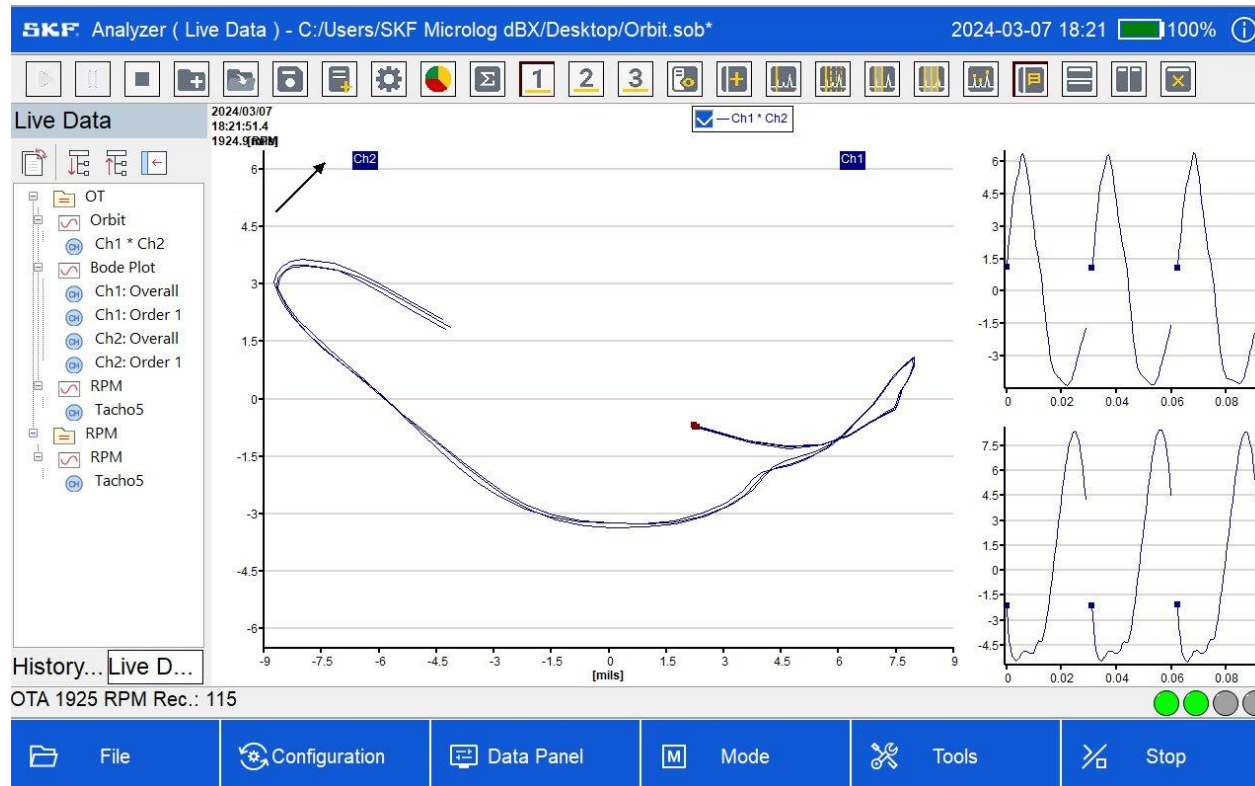 SKF. Analyzer ( Live Data ) - C:/Users/SKF Microlog dBX/Desktop/Orbit.sob* 2024-03-07 18:21 100%
1 2 3
Live Data
OT
Orbit
Ch1 * Ch2
Bode Plot
Ch1: Overall
Ch1: Order 1
Ch2: Overall
Ch2: Order 1
RPM
Tacho5
RPM
RPM
Tacho5
History... Live D...
2024/03/07
18:21:51.4
1924.9[RPM]
[mils]
Ch1 * Ch2
Ch2
Ch1
6
4.5
3
1.5
0
-1.5
-3
-4.5
-6
-9 -7.5 -6 -4.5 -3 -1.5 0 1.5 3 4.5 6 7.5 9
[mils]
6
4.5
3
1.5
0
-1.5
-3
0 0.02 0.04 0.06 0.08
7.5
6
4.5
3
1.5
0
-1.5
-3
-4.5
0 0.02 0.04 0.06 0.08
OTA 1925 RPM Rec.: 115
File Configuration Data Panel M Mode Tools Stop